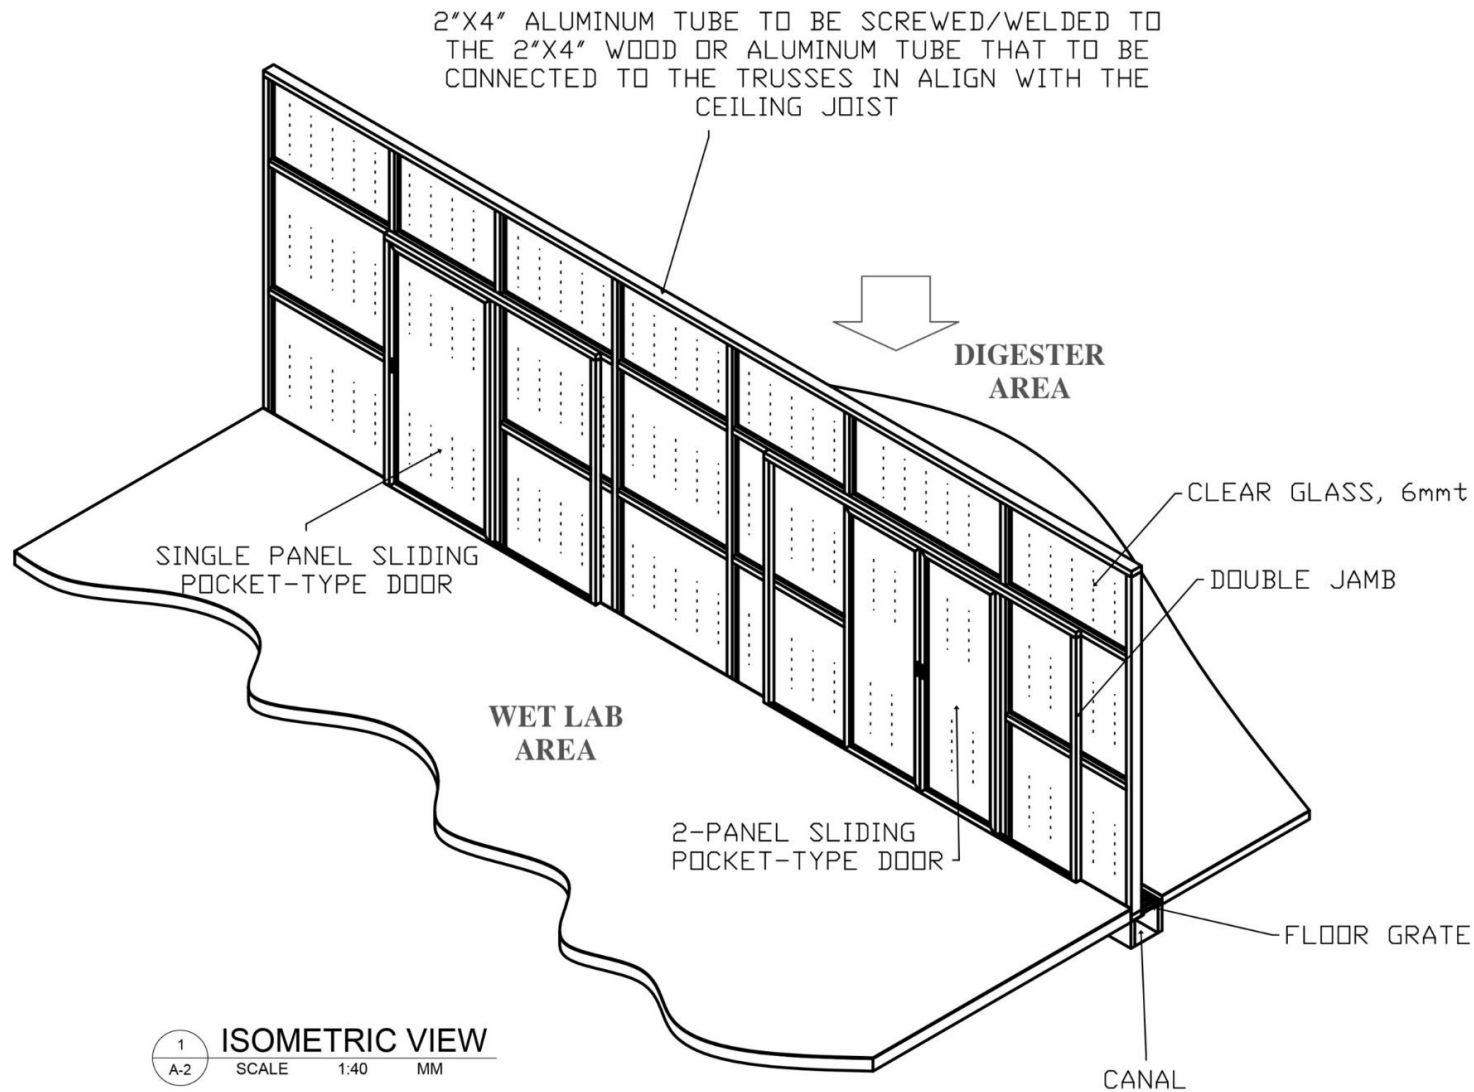 2"X4" ALUMINUM TUBE TO BE SCREWED/WELDED TO
THE 2"X4" WOOD OR ALUMINUM TUBE THAT TO BE
CONNECTED TO THE TRUSSES IN ALIGN WITH THE
CEILING JOIST
DIGESTER
AREA
CLEAR GLASS, 6mmt
SINGLE PANEL SLIDING
POCKET-TYPE DOOR
DOUBLE JAMB
WET LAB
AREA
2-PANEL SLIDING
POCKET-TYPE DOOR
FLOOR GRATE
1
A-2
ISOMETRIC VIEW
SCALE 1:40 MM
CANAL